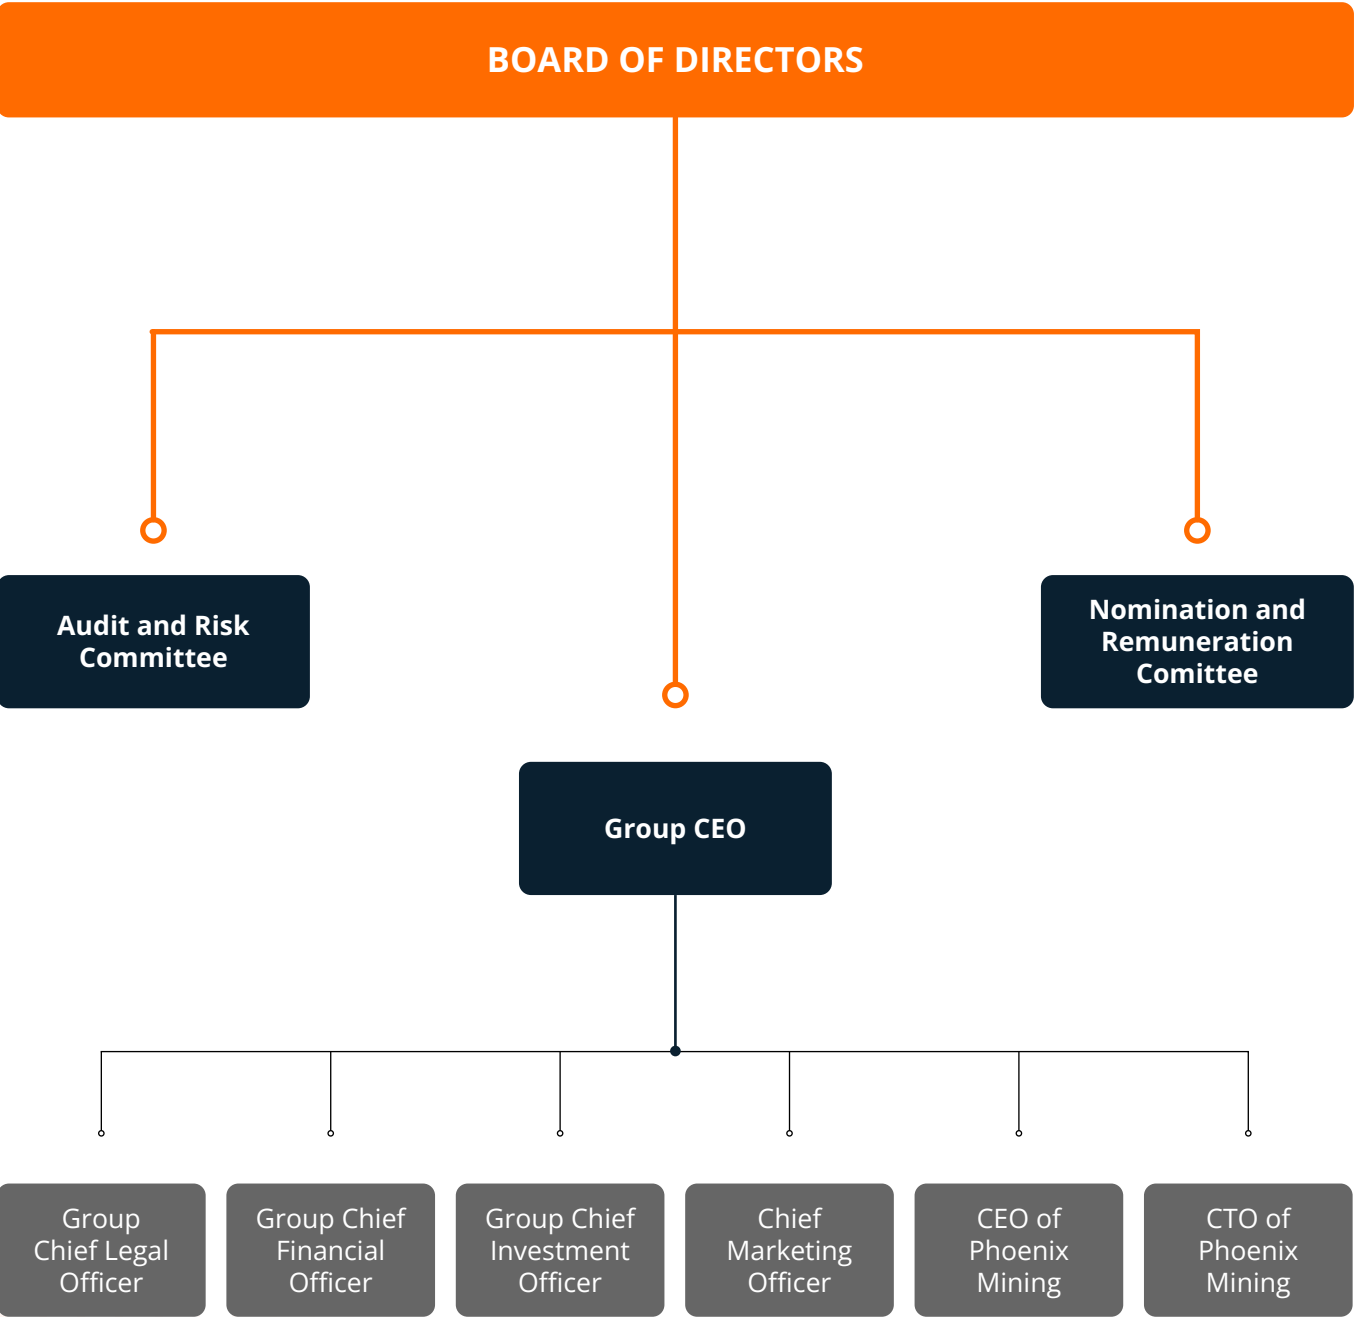 BOARD OF DIRECTORS
Audit and Risk
Committee
Nomination and
Remuneration
Comittee
Group CEO
Group
Chief Legal
Officer
Group Chief
Financial
Officer
Group Chief
Investment
Officer
Chief
Marketing
Officer
CEO of
Phoenix
Mining
CTO of
Phoenix
Mining